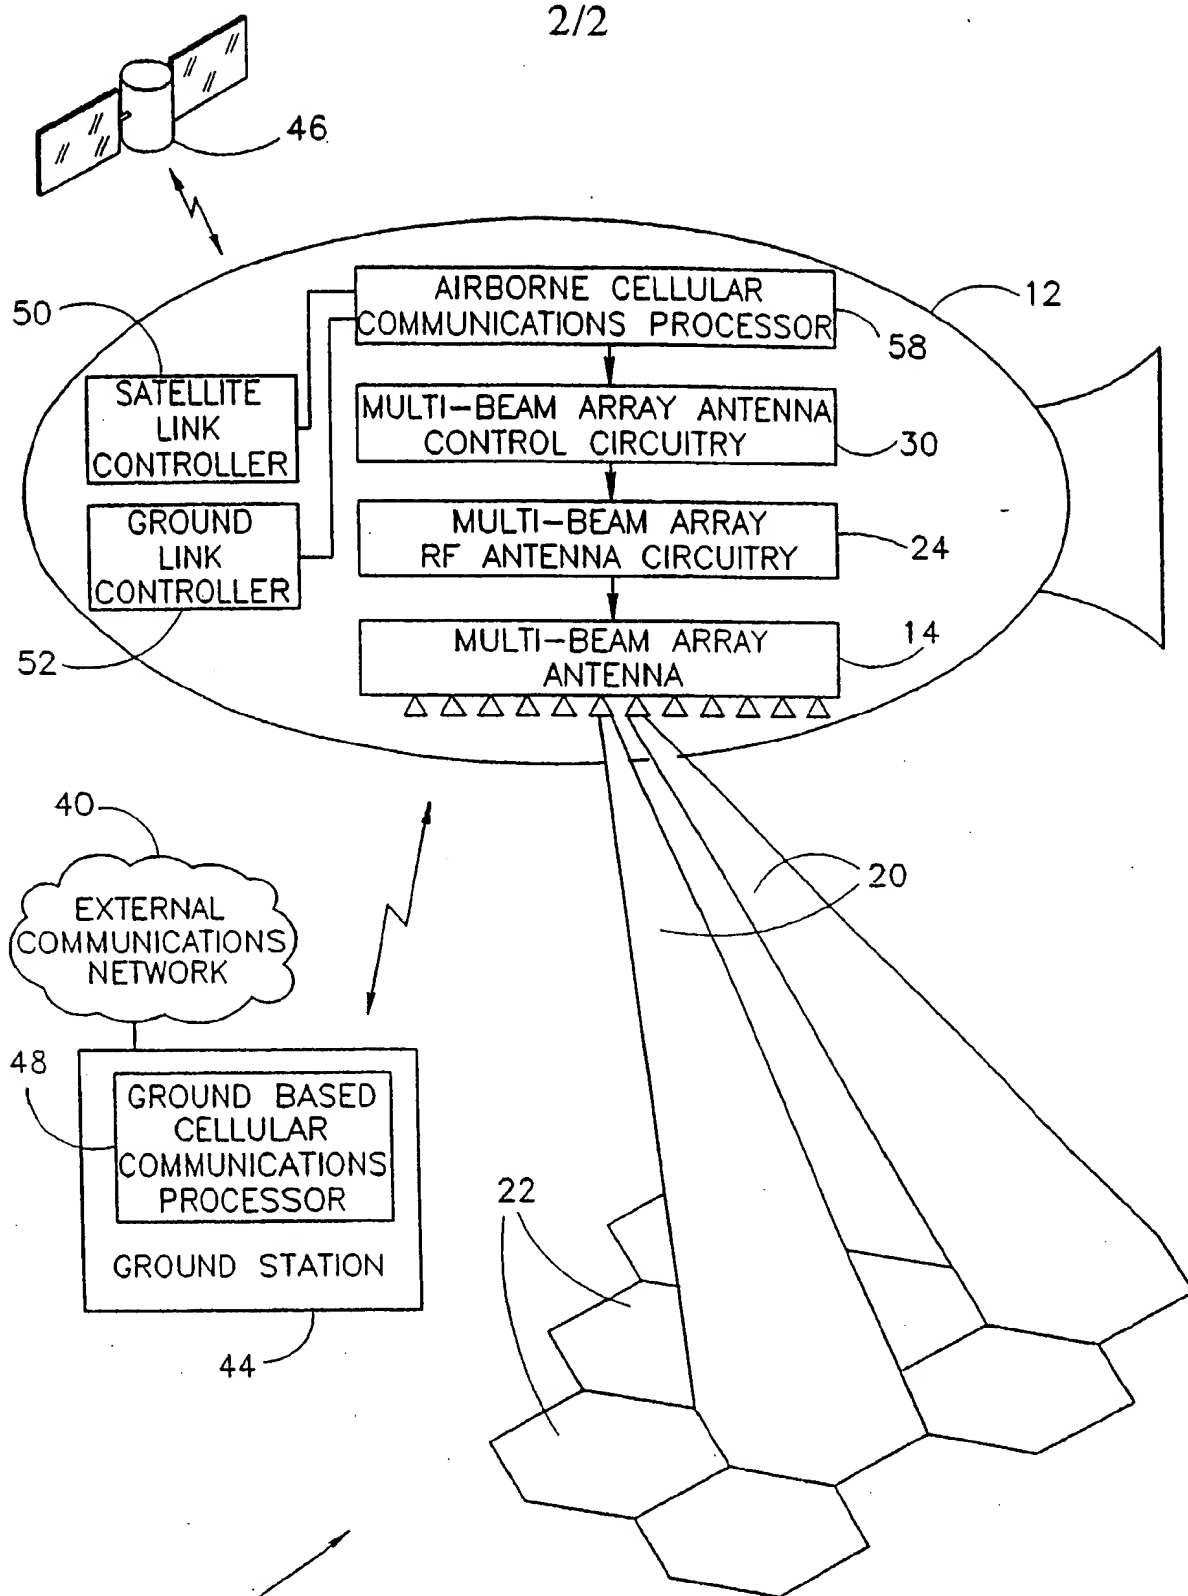 2/2
46
12
50
AIRBORNE CELLULAR
COMMUNICATIONS PROCESSOR
58
SATELLITE
LINK
CONTROLLER
MULTI-BEAM ARRAY ANTENNA
CONTROL CIRCUITRY
30
GROUND
LINK
CONTROLLER
MULTI-BEAM ARRAY
RF ANTENNA CIRCUITRY
24
52
MULTI-BEAM ARRAY
ANTENNA
14
40
EXTERNAL
COMMUNICATIONS
NETWORK
20
48
GROUND BASED
CELLULAR
COMMUNICATIONS
PROCESSOR
GROUND STATION
22
44